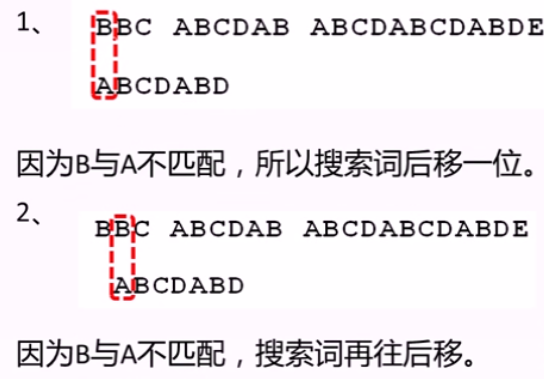 1、
BBC ABCDAB ABCDABCDABDE
ABCDABD
因为B与A不匹配，所以搜索词后移一位。
2、
BBC ABCDAB ABCDABCDABDE
ABCDABD
因为B与A不匹配，搜索词再往后移。